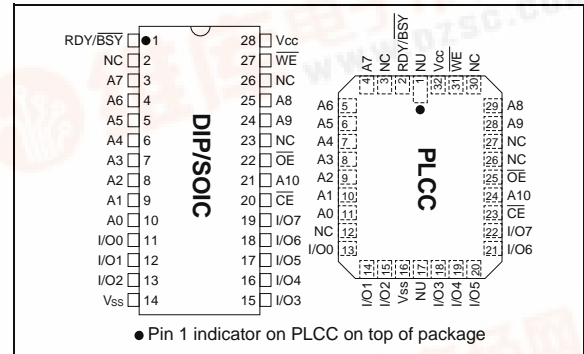 RDY/BSY 1 28 Vcc
NC 2 27 WE
A7 3 26 NC
A6 4 25 A8
A5 5 24 A9
A4 6 23 NC
A3 7 22 OE
A2 8 21 A10
A1 9 20 CE
A0 10 19 I/O7
I/O0 11 18 I/O6
I/O1 12 17 I/O5
I/O2 13 16 I/O4
Vss 14 15 I/O3
DIP/SOIC
A7 NC RDY/BSY NU Vcc WE NC
4 3 2 1 32 31 30
A6 5 29 A8
A5 6 28 A9
A4 7 27 NC
A3 8 26 NC
A2 9 25 OE
A1 10 24 A10
A0 11 23 CE
NC 12 22 I/O7
I/O0 13 21 I/O6
PLCC
14 15 16 17 18 19 20
I/O1 I/O2 Vss NU I/O3 I/O4 I/O5
● Pin 1 indicator on PLCC on top of package